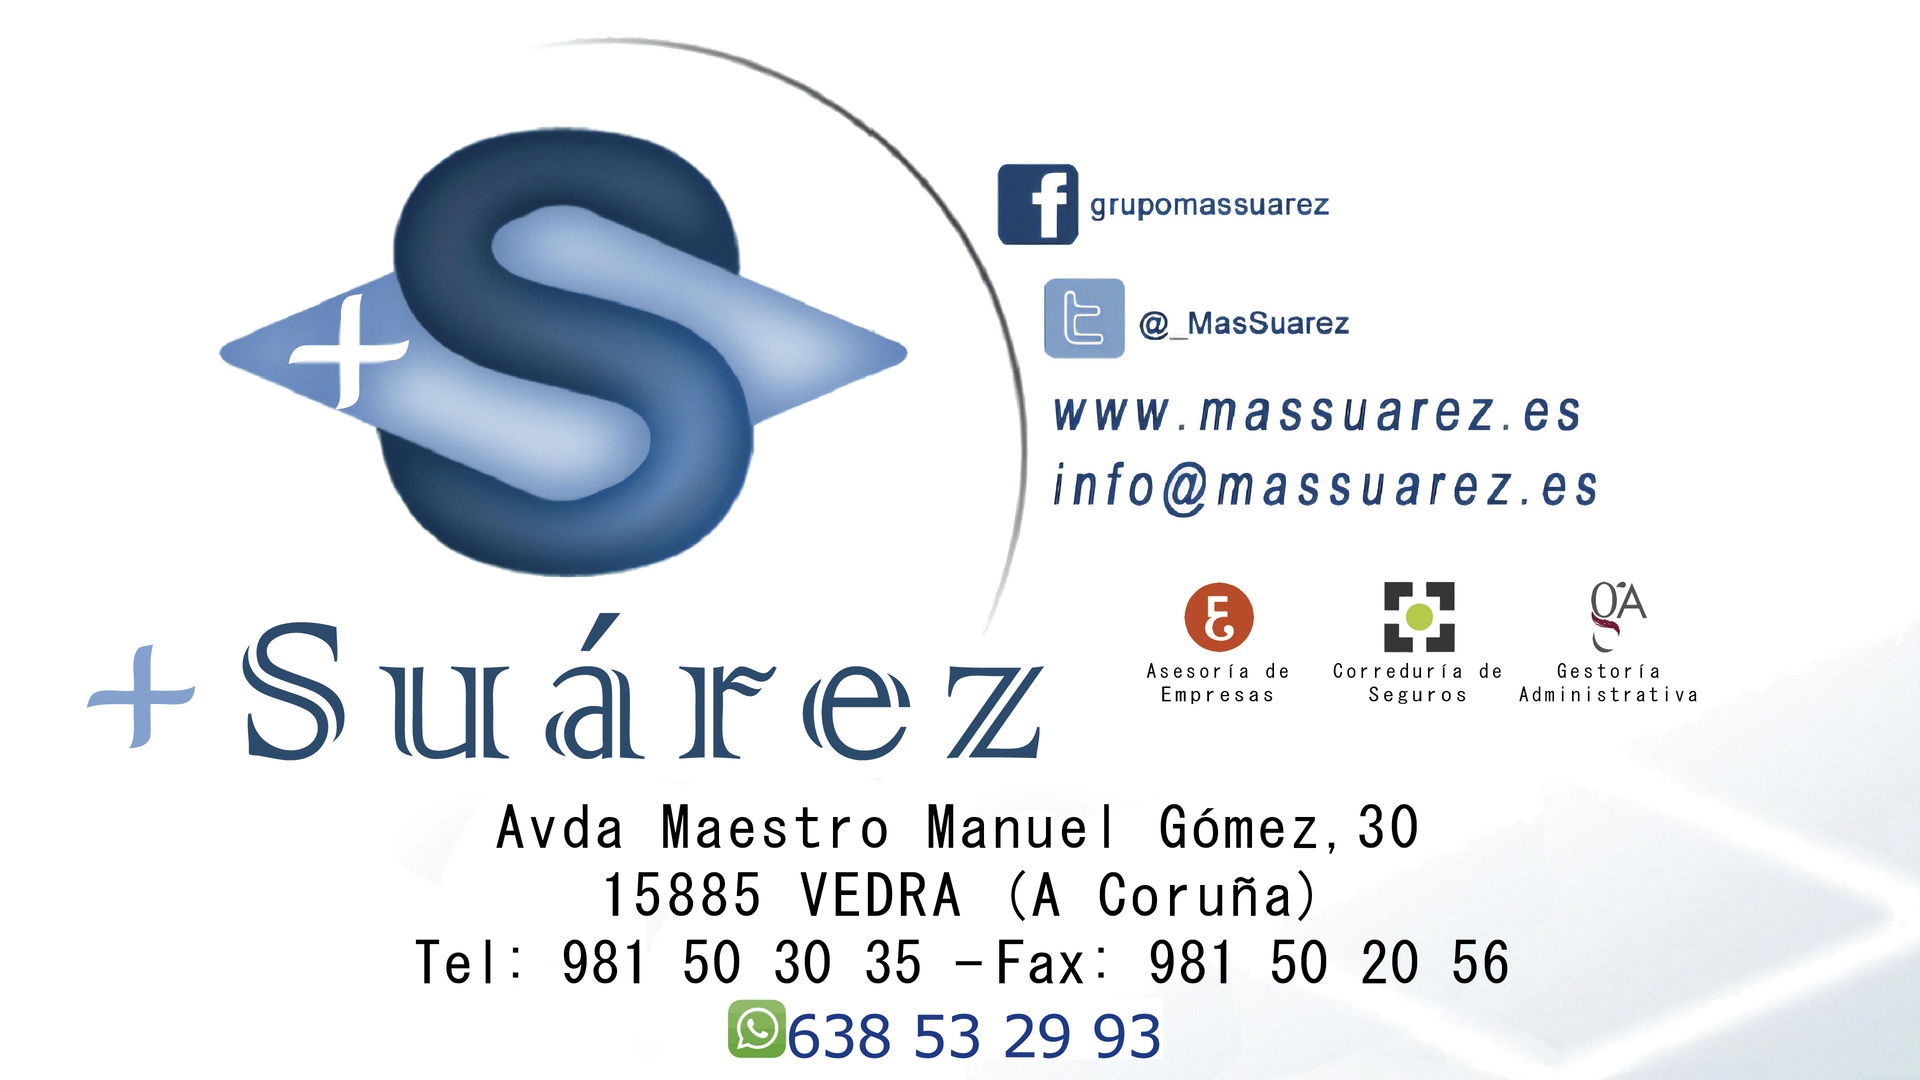 grupomassuarez
@_MasSuarez
www.massuarez.es
info@massuarez.es
Asesoría de
Empresas
Correduría de
Seguros
gA
Gestoría
Administrativa
+Suárez
Avda Maestro Manuel Gómez,30
15885 VEDRA (A Coruña)
Tel: 981 50 30 35 -Fax: 981 50 20 56
638 53 29 93